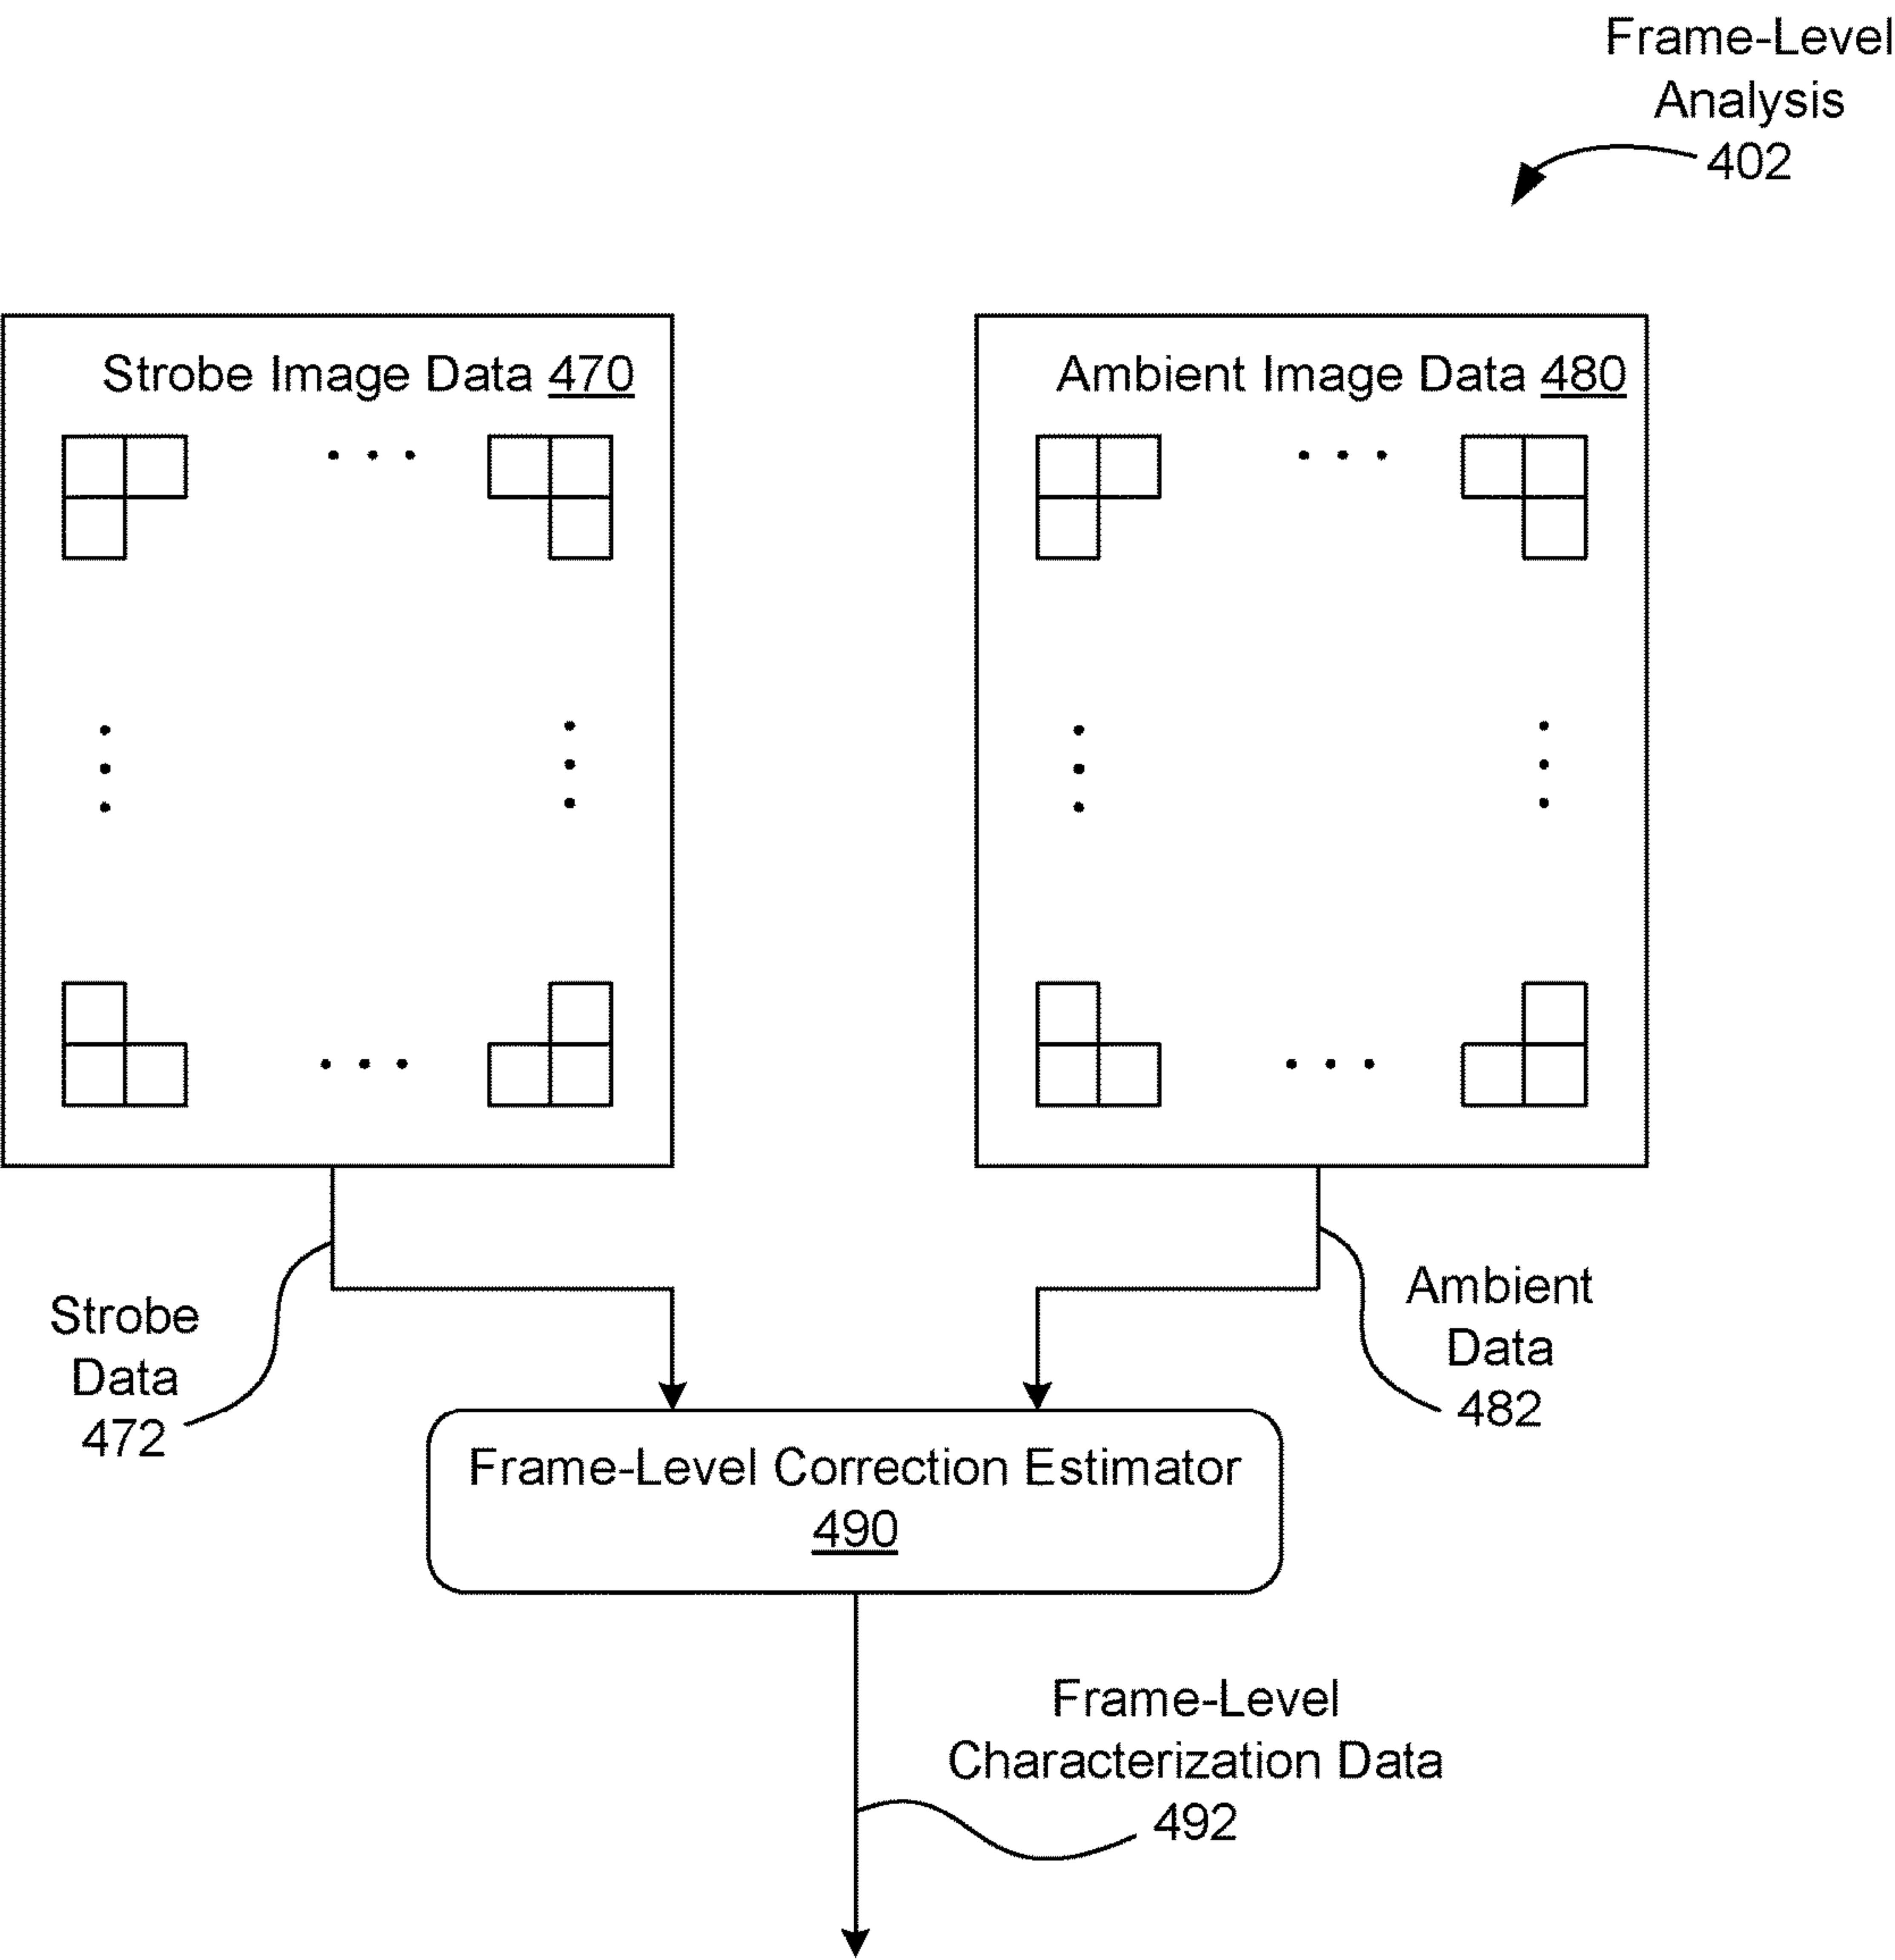 Frame-Level
Analysis
402
Strobe Image Data 470
Ambient Image Data 480
Strobe
Data
472
Ambient
Data
482
Frame-Level Correction Estimator
490
Frame-Level
Characterization Data
492